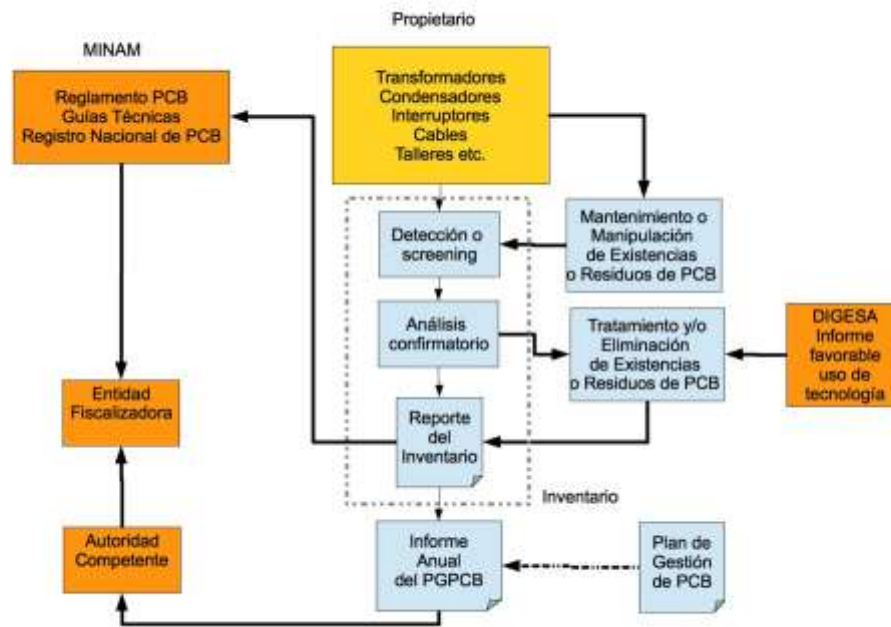 Propietario
MINAM
Reglamento PCB
Guías Técnicas
Registro Nacional de PCB
Transformadores
Condensadores
Interruptores
Cables
Talleres etc.
Detección o
screening
Mantenimiento o
Manipulación
de Existencias
o Residuos de PCB
Análisis
confirmatorio
Tratamiento y/o
Eliminación
de Existencias
o Residuos de PCB
DIGESA
Informe
favorable
uso de
tecnología
Entidad
Fiscalizadora
Reporte
del
Inventario
Inventario
Autoridad
Competente
Informe
Anual
del PGPCB
Plan de
Gestión
de PCB